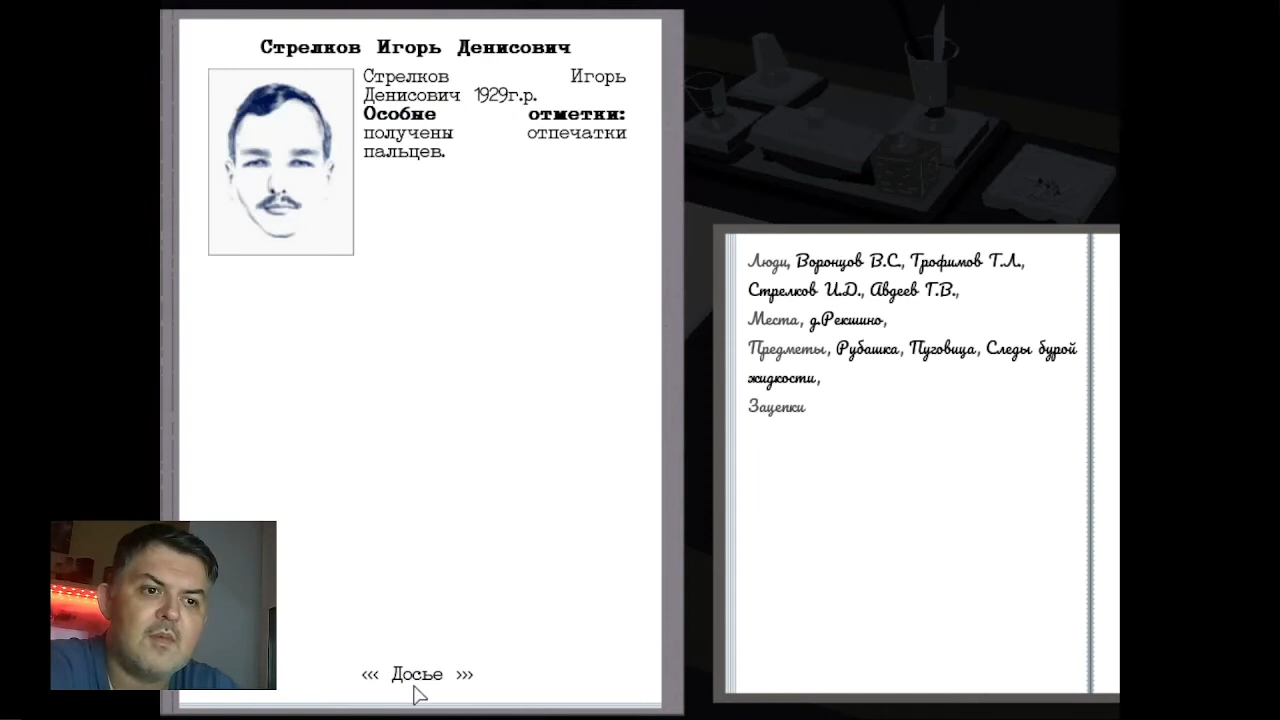 Стрелков Игорь Денисович
Стрелков Игорь
Денисович 1929г.р.
Особые отметки:
получены отпечатки
пальцев.
‹‹‹ Досье ›››
Люди, Воронцов В.С., Трофимов Т.Л.,
Стрелков И.Д., Авдеев Г.В.,
Места, д.Рекшино,
Предметы, Рубашка, Пуговица, Следы бурой
жидкости,
Зацепки